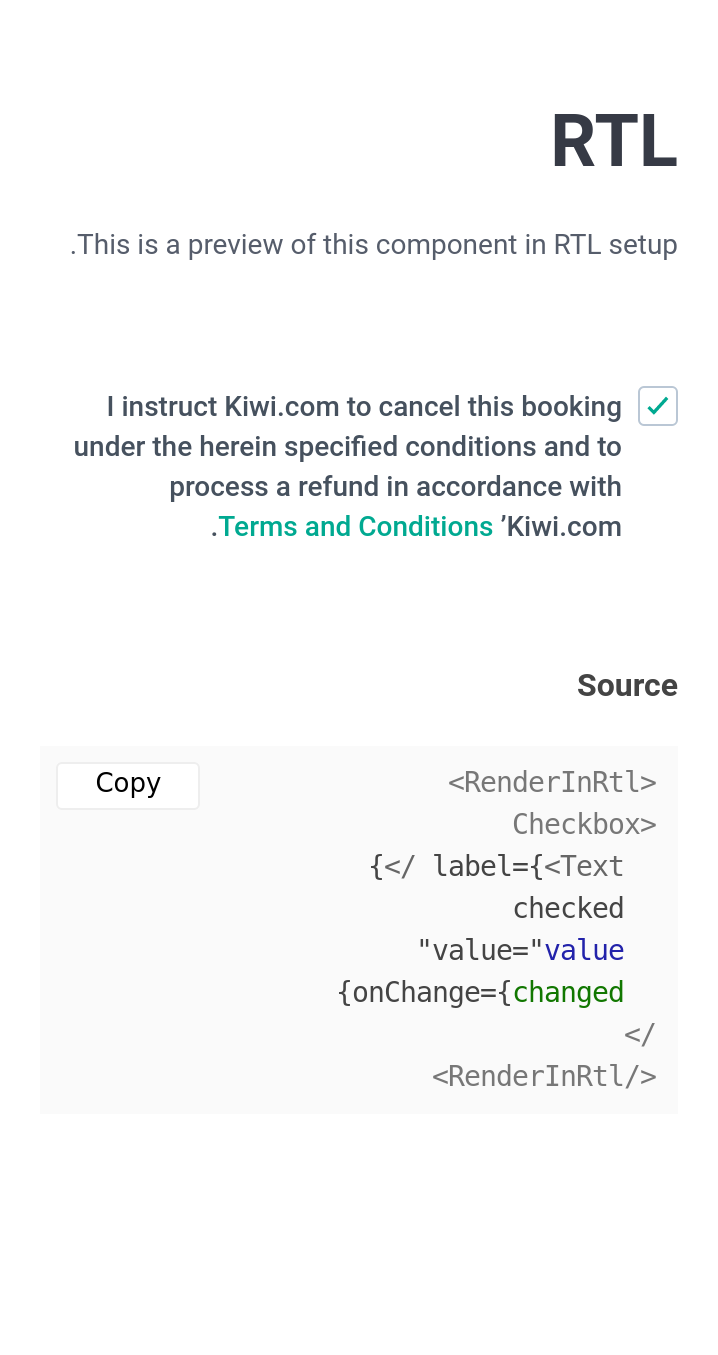 RTL
.This is a preview of this component in RTL setup
I instruct Kiwi.com to cancel this booking
under the herein specified conditions and to
process a refund in accordance with
.Terms and Conditions ’Kiwi.com
Source
Copy
<RenderInRtl>
Checkbox>
{</ label={<Text
checked
"value="value
{onChange={changed
</
<RenderInRtl/>